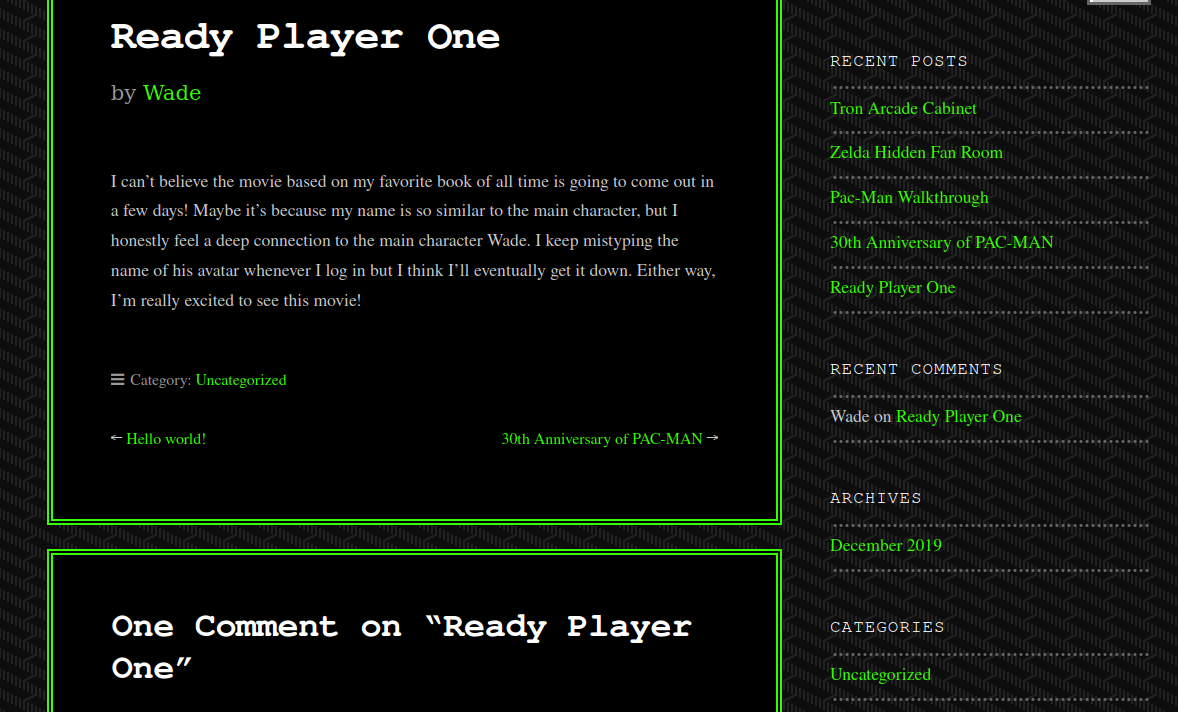 Ready Player One
by Wade
I can’t believe the movie based on my favorite book of all time is going to come out in
a few days! Maybe it’s because my name is so similar to the main character, but I
honestly feel a deep connection to the main character Wade. I keep mistyping the
name of his avatar whenever I log in but I think I’ll eventually get it down. Either way,
I’m really excited to see this movie!
Category: Uncategorized
← Hello world!
30th Anniversary of PAC-MAN →
One Comment on “Ready Player
One”
RECENT POSTS
Tron Arcade Cabinet
Zelda Hidden Fan Room
Pac-Man Walkthrough
30th Anniversary of PAC-MAN
Ready Player One
RECENT COMMENTS
Wade on Ready Player One
ARCHIVES
December 2019
CATEGORIES
Uncategorized